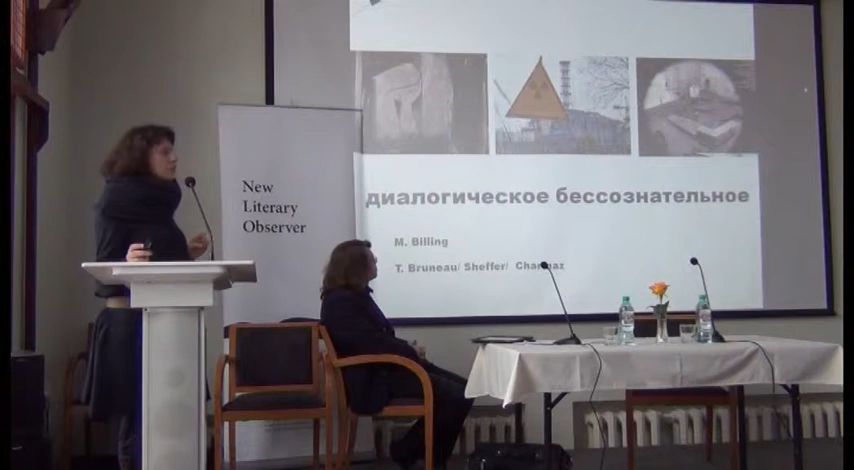 New
Literary
Observer
диалогическое бессознательное
M. Billing
T. Bruneau/ Sheffer/ Charmaz